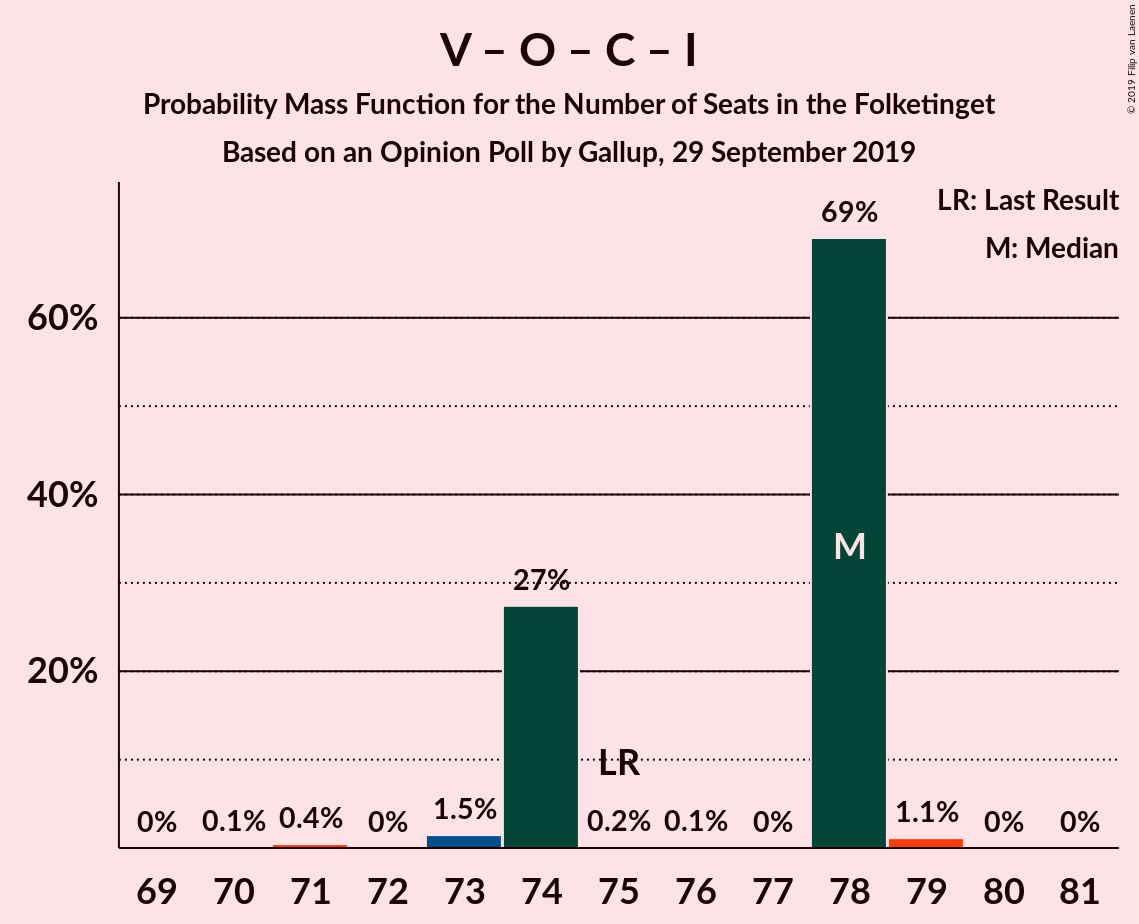 V – O – C – I
Probability Mass Function for the Number of Seats in the Folketinget
Based on an Opinion Poll by Gallup, 29 September 2019
© 2019 Filip van Laenen
LR: Last Result
M: Median
60%
40%
20%
0% 0.1% 0.4% 0% 1.5% 27% 0.2% 0.1% 0% 69% 1.1% 0% 0%
LR
M
69 70 71 72 73 74 75 76 77 78 79 80 81